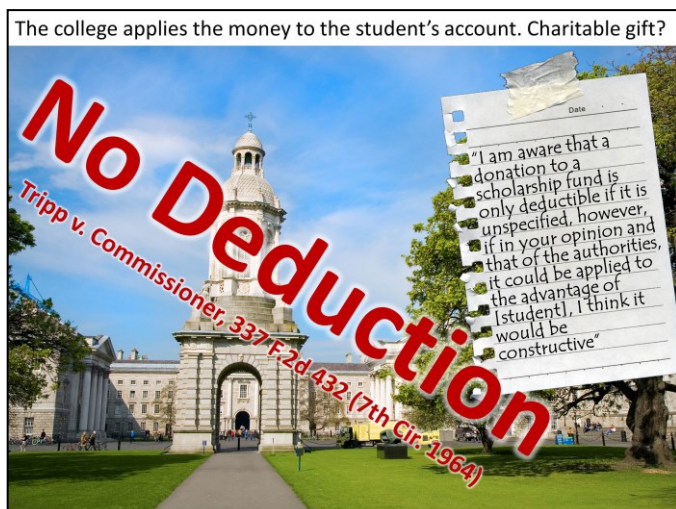 The college applies the money to the student's account. Charitable gift?
No Deduction
Tripp v. Commissioner, 337 F.2d 432 (7th Cir. 1964)
Date
"I am aware that a
donation to a
scholarship fund is
only deductible if it is
unspecified, however,
if in your opinion and
that of the authorities,
it could be applied to
the advantage of
[student], I think it
would be
constructive"